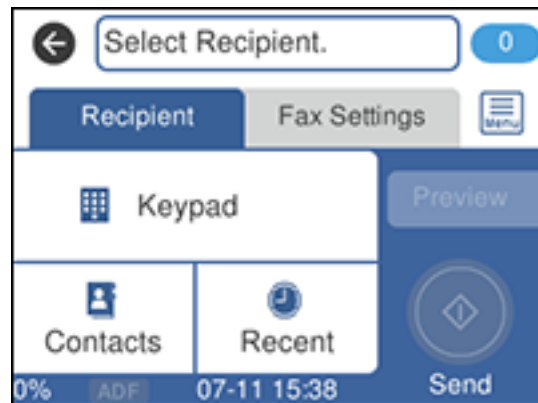 Select Recipient.
0
Recipient
Fax Settings
Menu
Keypad
Preview
Contacts
Recent
0%
ADF
07-11 15:38
Send